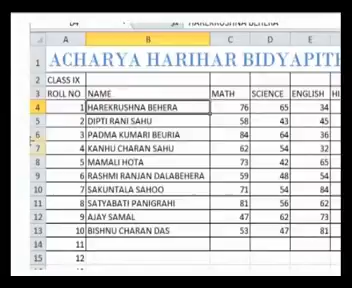 A B C D E
1 ACHARYA HARIHAR BIDYAPITH
2 CLASS IX
3 ROLL NO NAME MATH SCIENCE ENGLISH
4 1 HAREKRUSHNA BEHERA 76 65 34
5 2 DIPTI RANI SAHU 58 43 45
6 3 PADMA KUMARI BEURIA 84 64 36
7 4 KANHU CHARAN SAHU 62 54 32
8 5 MAMALI HOTA 73 42 65
9 6 RASHMI RANJAN DALABEHERA 59 48 54
10 7 SAKUNTALA SAHOO 71 54 84
11 8 SATYABATI PANIGRAHI 81 56 62
12 9 AJAY SAMAL 47 62 73
13 10 BISHNU CHARAN DAS 53 47 81
14 11
15 12